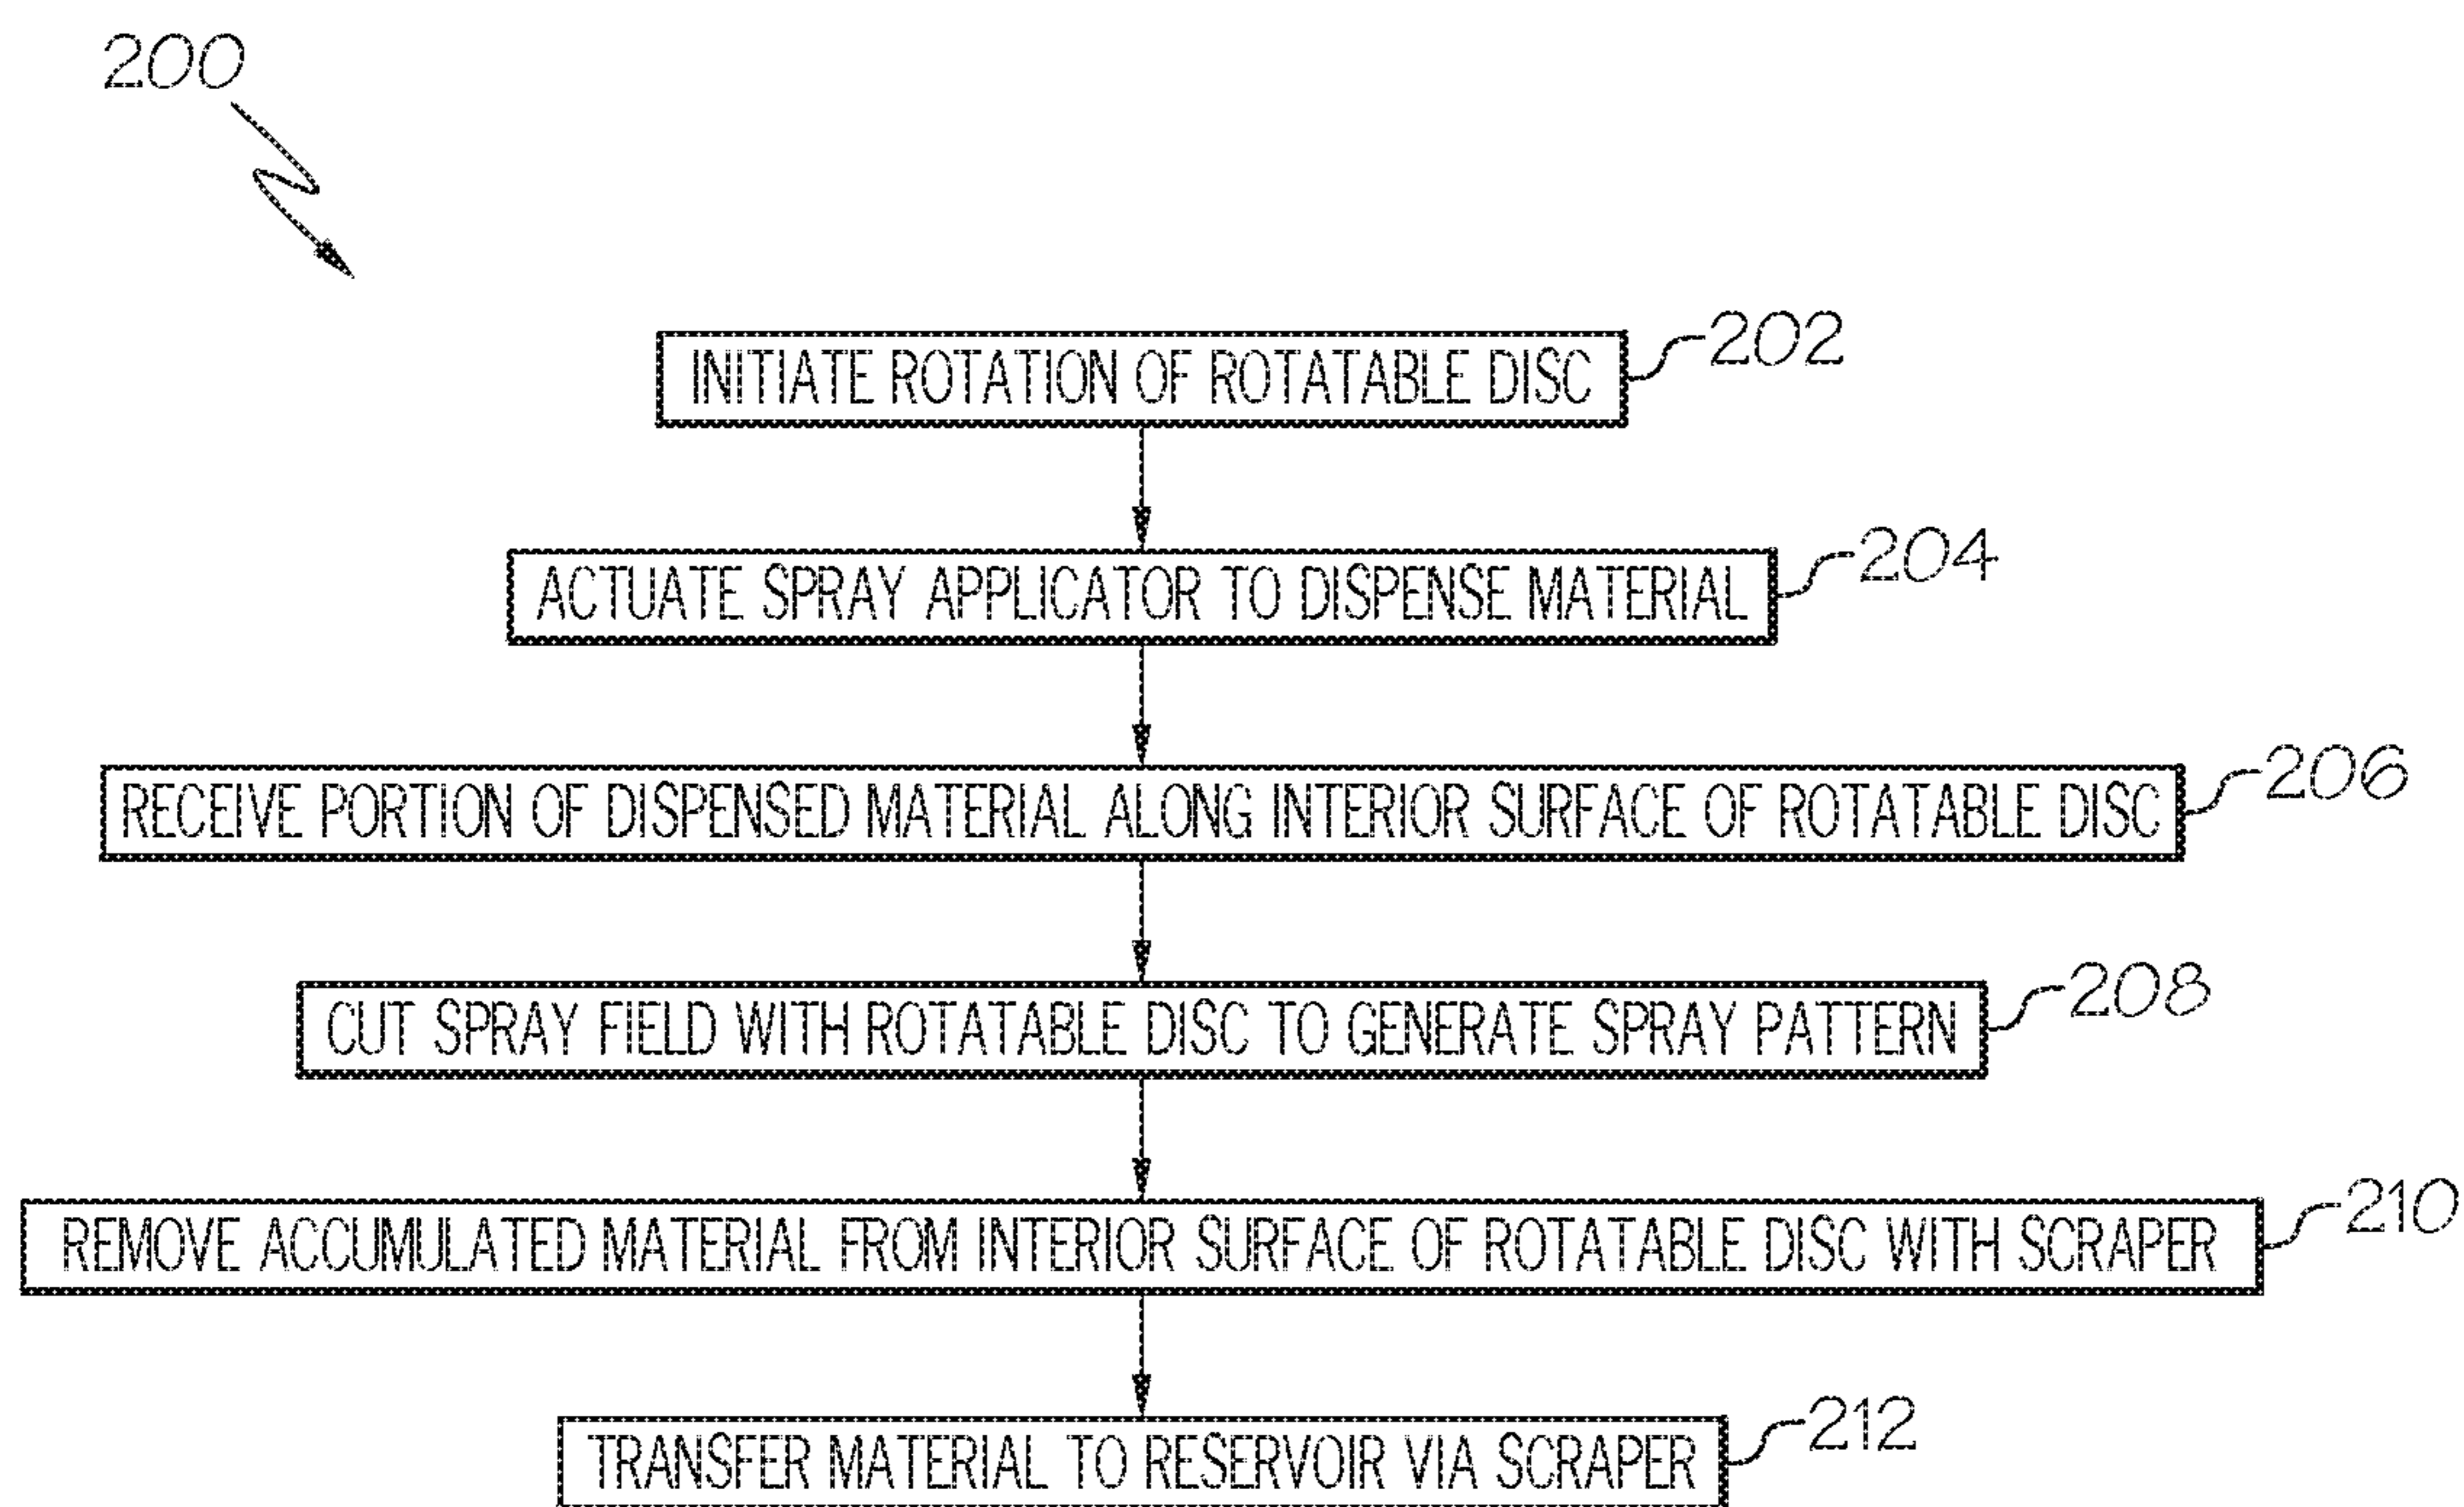 200
INITIATE ROTATION OF ROTATABLE DISC 202
ACTUATE SPRAY APPLICATOR TO DISPENSE MATERIAL 204
RECEIVE PORTION OF DISPENSED MATERIAL ALONG INTERIOR SURFACE OF ROTATABLE DISC 206
CUT SPRAY FIELD WITH ROTATABLE DISC TO GENERATE SPRAY PATTERN 208
REMOVE ACCUMULATED MATERIAL FROM INTERIOR SURFACE OF ROTATABLE DISC WITH SCRAPER 210
TRANSFER MATERIAL TO RESERVOIR VIA SCRAPER 212